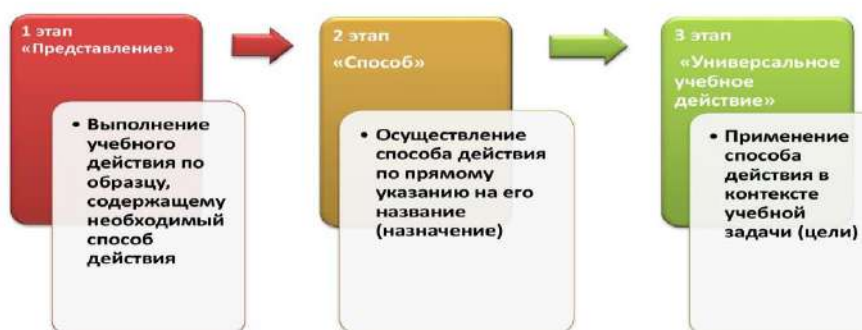 1 этап
«Представление»
• Выполнение
учебного
действия по
образцу,
содержащему
необходимый
способ
действия
2 этап
«Способ»
• Осуществление
способа действия
по прямому
указанию на его
название
(назначение)
3 этап
«Универсальное
учебное
действие»
• Применение
способа
действия в
контексте
учебной
задачи (цели)